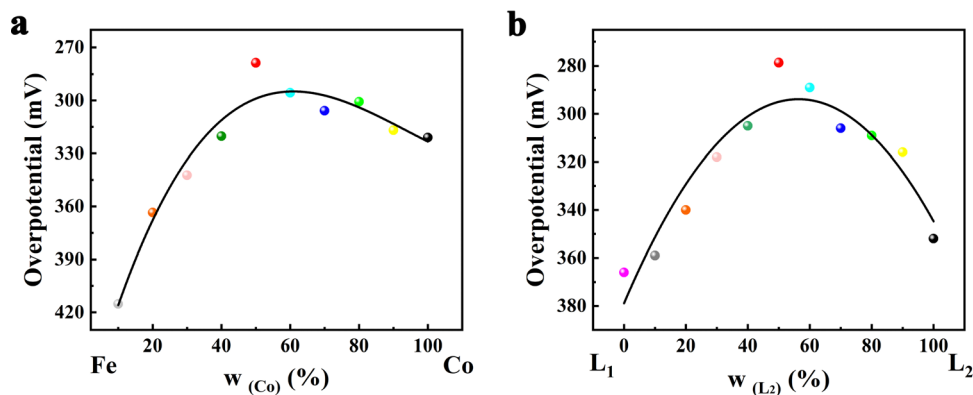 a
Overpotential (mV)
270
300
330
360
390
420
20 40 60 80 100
Fe w (Co) (%) Co
b
Overpotential (mV)
280
300
320
340
360
380
0 20 40 60 80 100
L1 w (L2) (%) L2